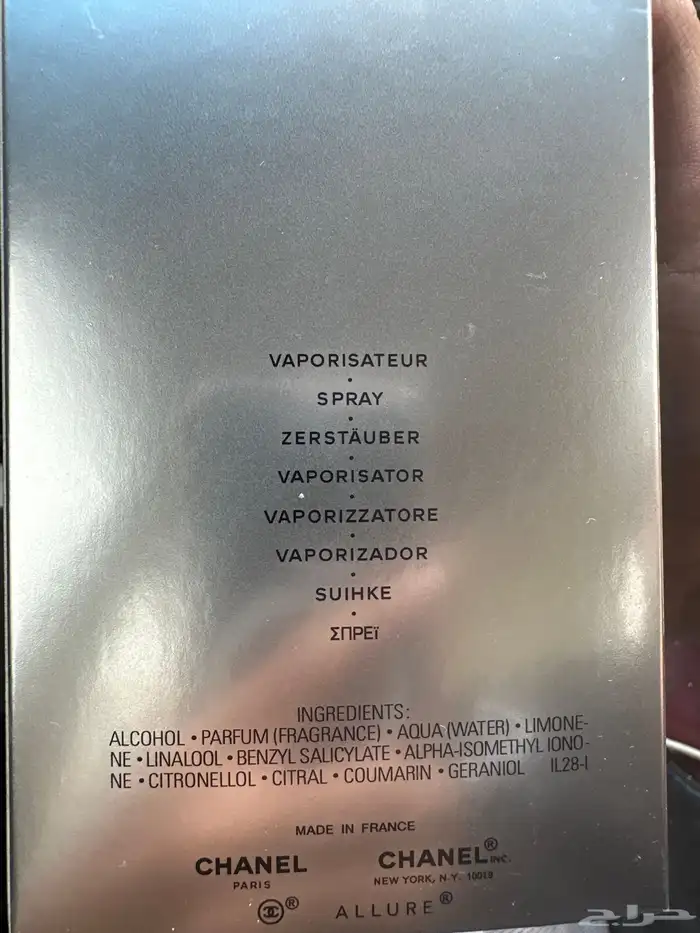 VAPORISATEUR
•
SPRAY
•
ZERSTÄUBER
•
VAPORISATOR
•
VAPORIZZATORE
•
VAPORIZADOR
•
SUIHKE
•
ΣΠΡΕΪ
INGREDIENTS:
ALCOHOL • PARFUM (FRAGRANCE) • AQUA (WATER) • LIMONE-
NE • LINALOOL • BENZYL SALICYLATE • ALPHA-ISOMETHYL IONO-
NE • CITRONELLOL • CITRAL • COUMARIN • GERANIOL IL28-I
MADE IN FRANCE
CHANEL CHANEL® INC.
PARIS NEW YORK, N.Y. 10019
® ALLURE®
حراج